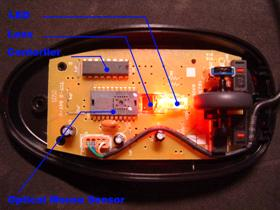 LED
Lens
Controller
Optical Mouse Sensor